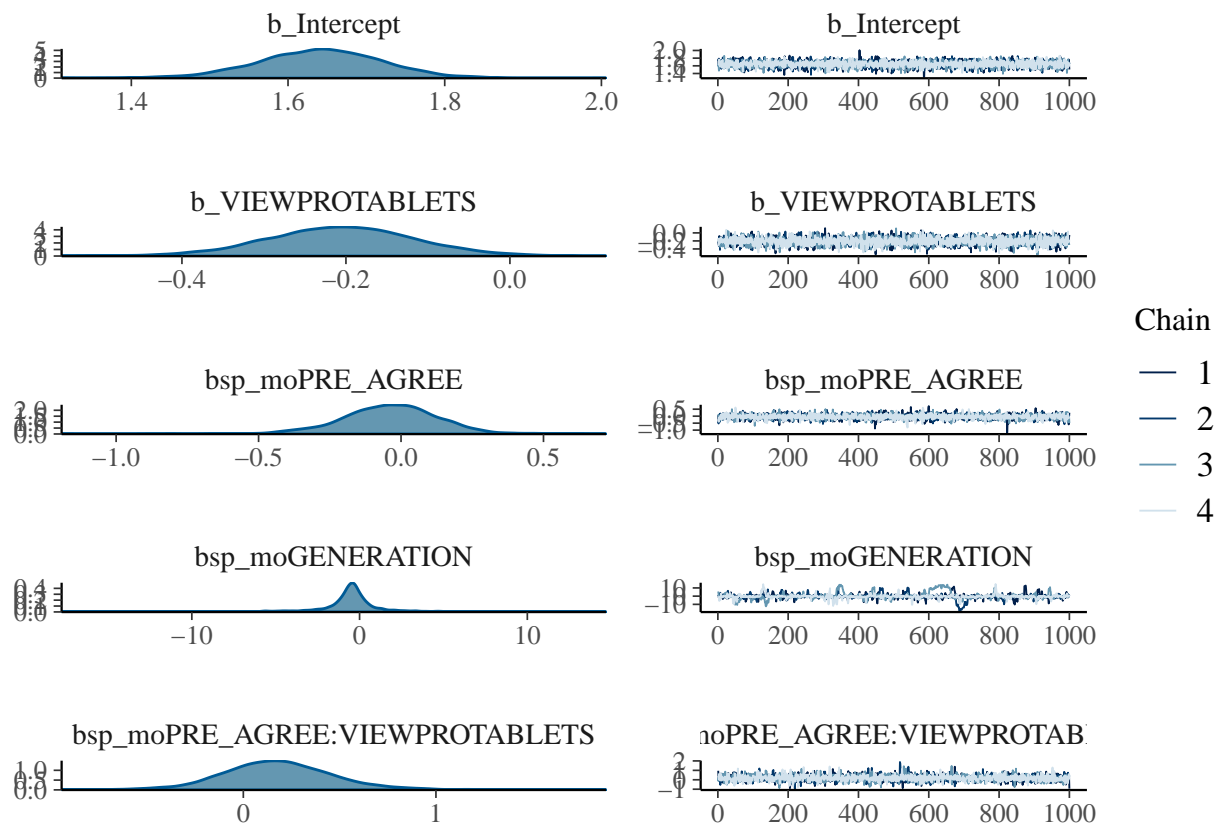 b_Intercept
b_Intercept
1.4 1.6 1.8 2.0
0 200 400 600 800 1000
b_VIEWPROTABLETS
b_VIEWPROTABLETS
−0.4 −0.2 0.0
0 200 400 600 800 1000
bsp_moPRE_AGREE
bsp_moPRE_AGREE
−1.0 −0.5 0.0 0.5
0 200 400 600 800 1000
bsp_moGENERATION
bsp_moGENERATION
−10 0 10
0 200 400 600 800 1000
bsp_moPRE_AGREE:VIEWPROTABLETS
moPRE_AGREE:VIEWPROTAB
0 1
0 200 400 600 800 1000
Chain
1
2
3
4